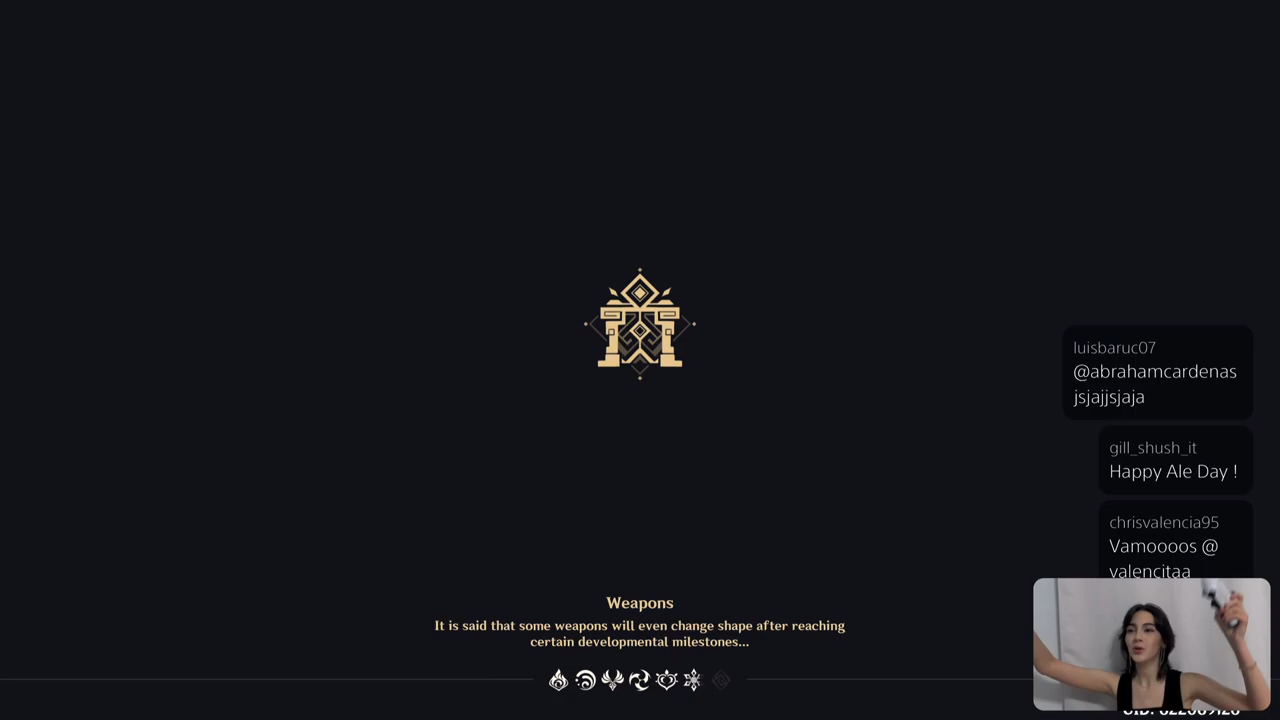 luisbaruc07
@abrahamcardenas
jsjajjsjaja
gill_shush_it
Happy Ale Day !
chrisvalencia95
Vamoooos @
valencitaa
Weapons
It is said that some weapons will even change shape after reaching
certain developmental milestones...